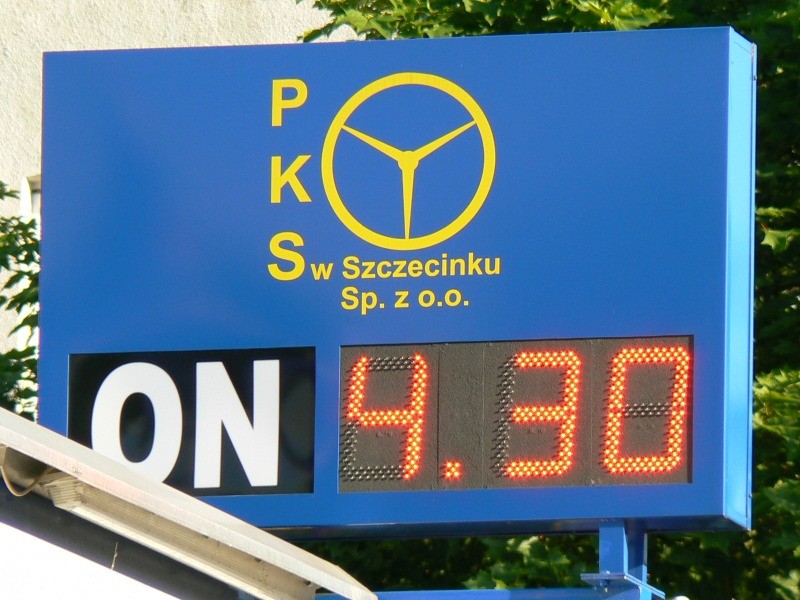 P
K
S w Szczecinku
Sp. z o.o.
ON 4.30